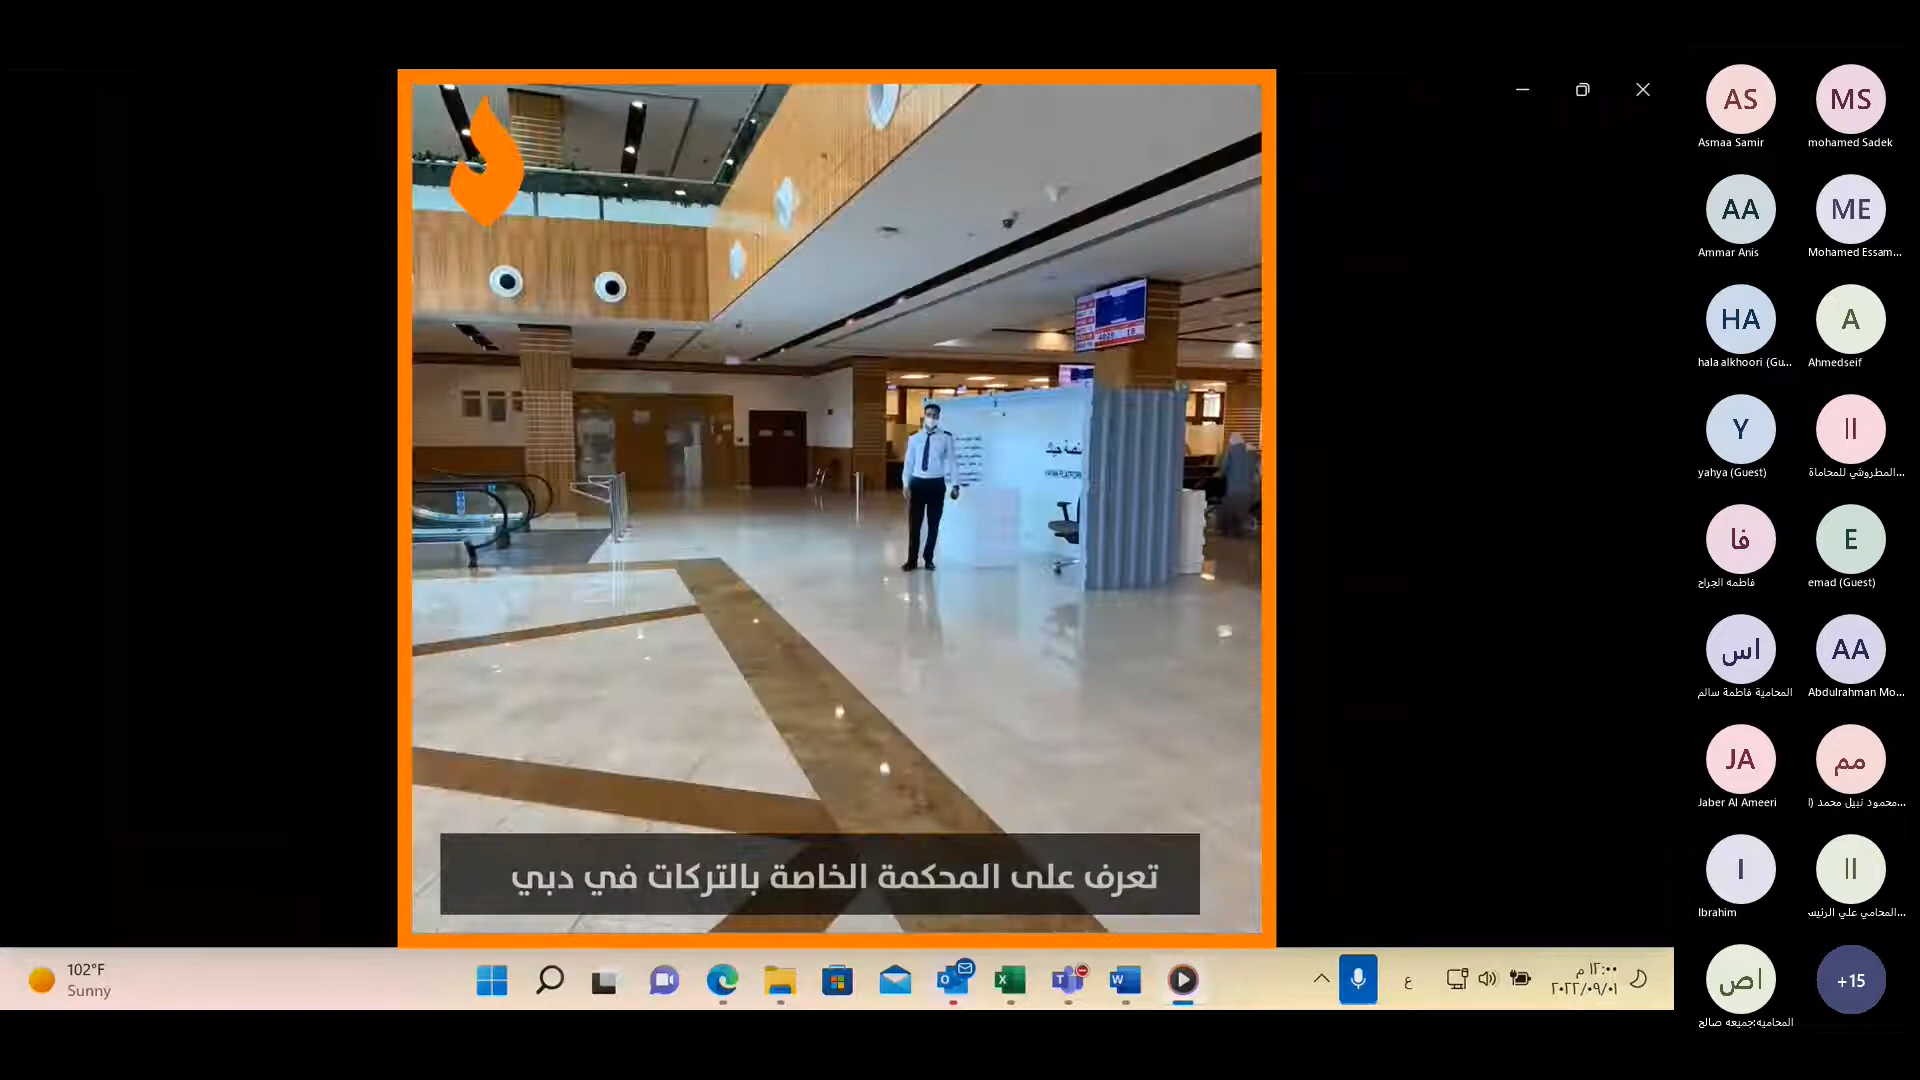 تعرف على المحكمة الخاصة بالتركات في دبي
AS
Asmaa Samir
MS
mohamed Sadek
AA
Ammar Anis
ME
Mohamed Essam...
HA
hala alkhoori (Gu...
A
Ahmedseif
Y
yahya (Guest)
اا
المطروشي للمحاماة...
فا
فاطمه الجراح
E
emad (Guest)
اس
المحامية فاطمة سالم
AA
Abdulrahman Mo...
JA
Jaber Al Ameeri
مم
محمود نبيل محمد (ا...
I
Ibrahim
اا
المحامي علي الرئيسـ...
اص
المحاميه:جميعه صالح
+15
102°F
Sunny
ع
١٢:٠٠ م
٢٠٢٢/٠٩/٠١